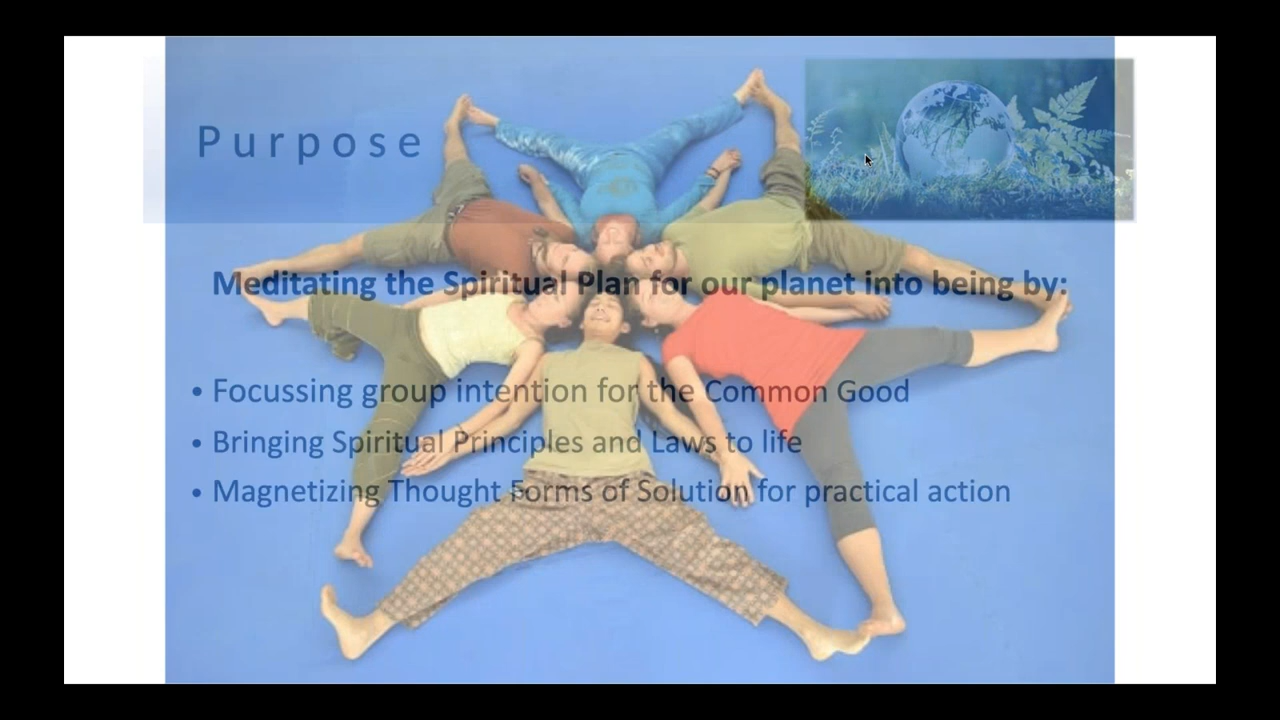 Purpose
Meditating the Spiritual Plan for our planet into being by:
• Focussing group intention for the Common Good
• Bringing Spiritual Principles and Laws to life
• Magnetizing Thought Forms of Solution for practical action